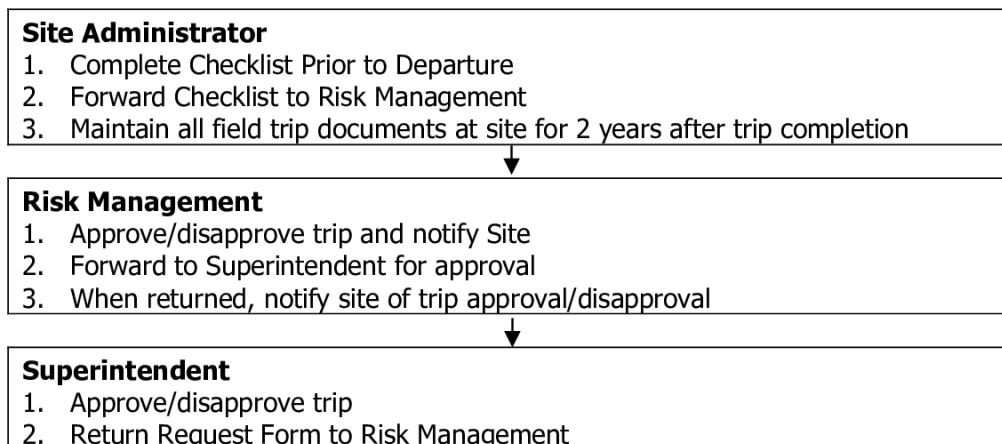 Site Administrator
1. Complete Checklist Prior to Departure
2. Forward Checklist to Risk Management
3. Maintain all field trip documents at site for 2 years after trip completion
Risk Management
1. Approve/disapprove trip and notify Site
2. Forward to Superintendent for approval
3. When returned, notify site of trip approval/disapproval
Superintendent
1. Approve/disapprove trip
2. Return Request Form to Risk Management